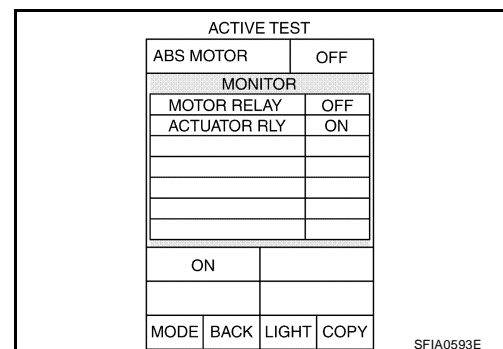 ACTIVE TEST
ABS MOTOR OFF
MONITOR
MOTOR RELAY OFF
ACTUATOR RLY ON
ON
MODE BACK LIGHT COPY
SFIA0593E